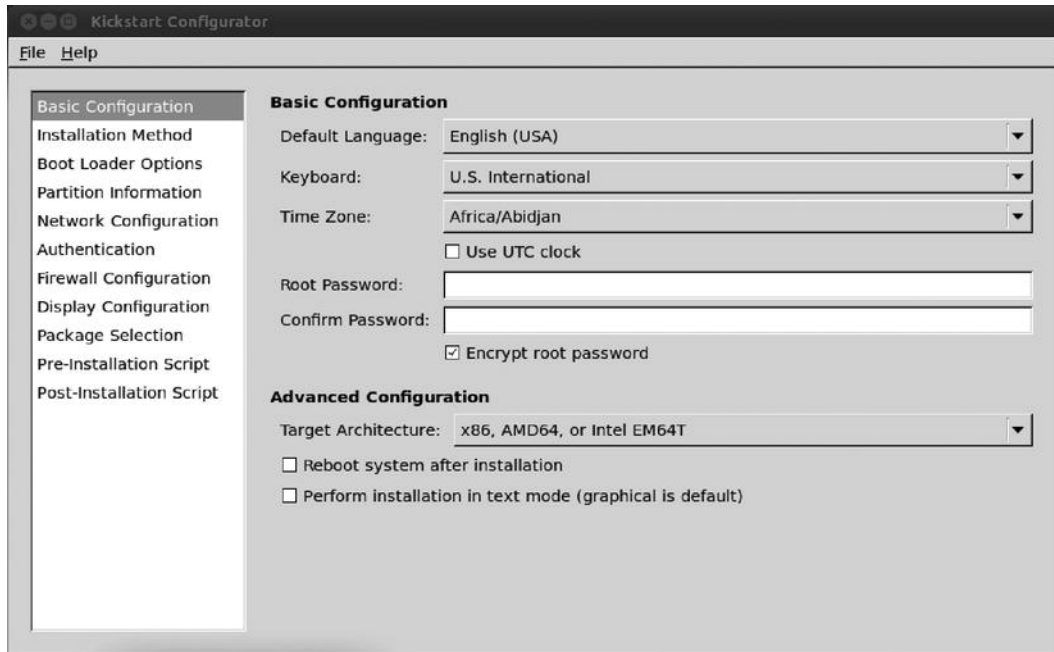 Kickstart Configurator
File Help
Basic Configuration
Installation Method
Boot Loader Options
Partition Information
Network Configuration
Authentication
Firewall Configuration
Display Configuration
Package Selection
Pre-Installation Script
Post-Installation Script
Basic Configuration
Default Language: English (USA)
Keyboard: U.S. International
Time Zone: Africa/Abidjan
Use UTC clock
Root Password:
Confirm Password:
Encrypt root password
Advanced Configuration
Target Architecture: x86, AMD64, or Intel EM64T
Reboot system after installation
Perform installation in text mode (graphical is default)